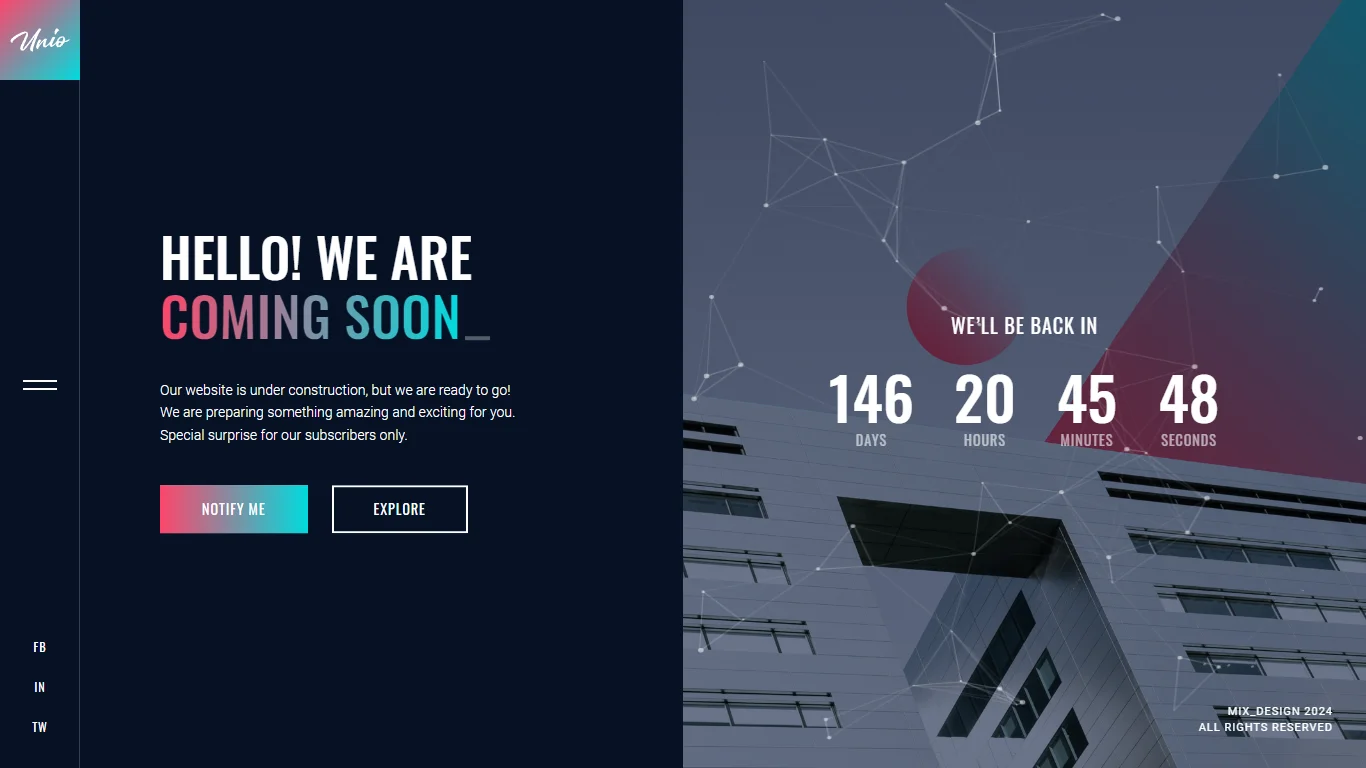 Unio
HELLO! WE ARE
COMING SOON_
Our website is under construction, but we are ready to go!
We are preparing something amazing and exciting for you.
Special surprise for our subscribers only.
NOTIFY ME
EXPLORE
FB
IN
TW
WE'LL BE BACK IN
146 20 45 48
DAYS HOURS MINUTES SECONDS
MIX_DESIGN 2024
ALL RIGHTS RESERVED